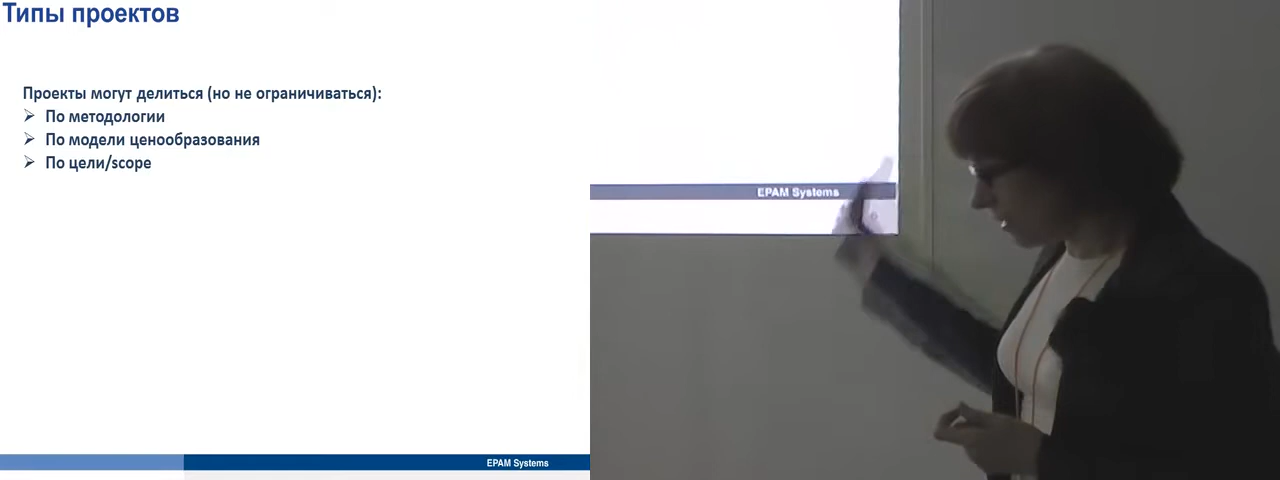 Типы проектов
Проекты могут делиться (но не ограничиваться):
По методологии
По модели ценообразования
По цели/scope
EPAM Systems
EPAM Systems